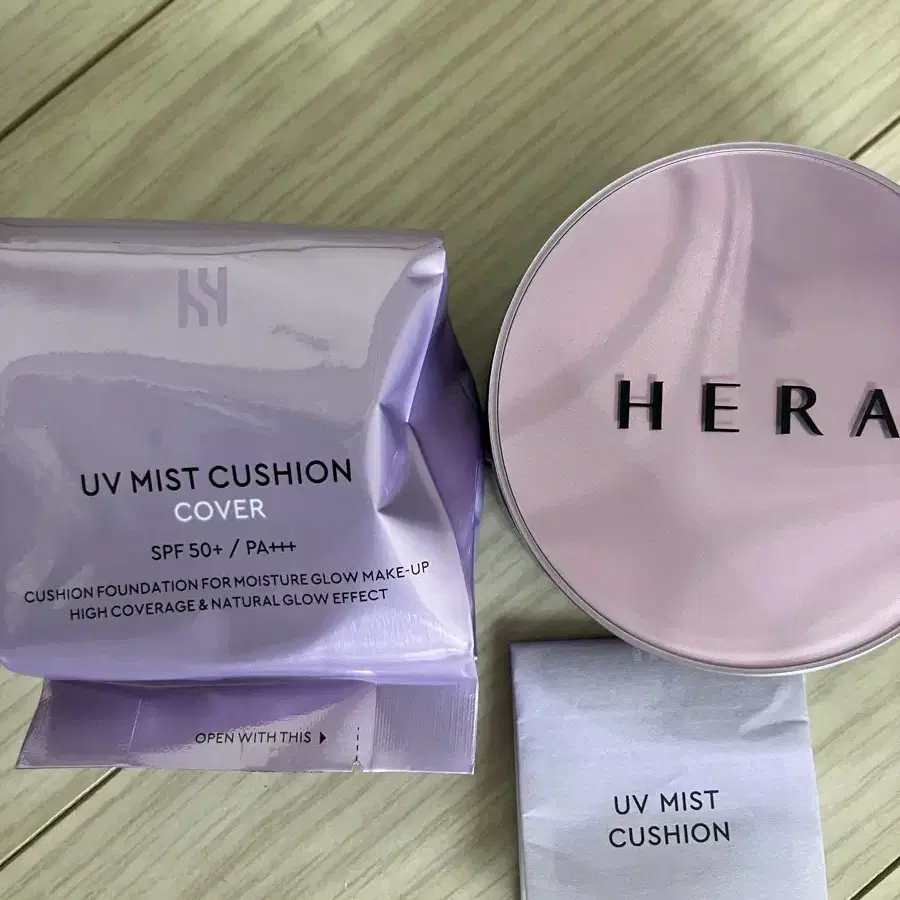 UV MIST CUSHION
COVER
SPF 50+ / PA+++
CUSHION FOUNDATION FOR MOISTURE GLOW MAKE-UP
HIGH COVERAGE & NATURAL GLOW EFFECT
OPEN WITH THIS ▶
HERA
UV MIST
CUSHION